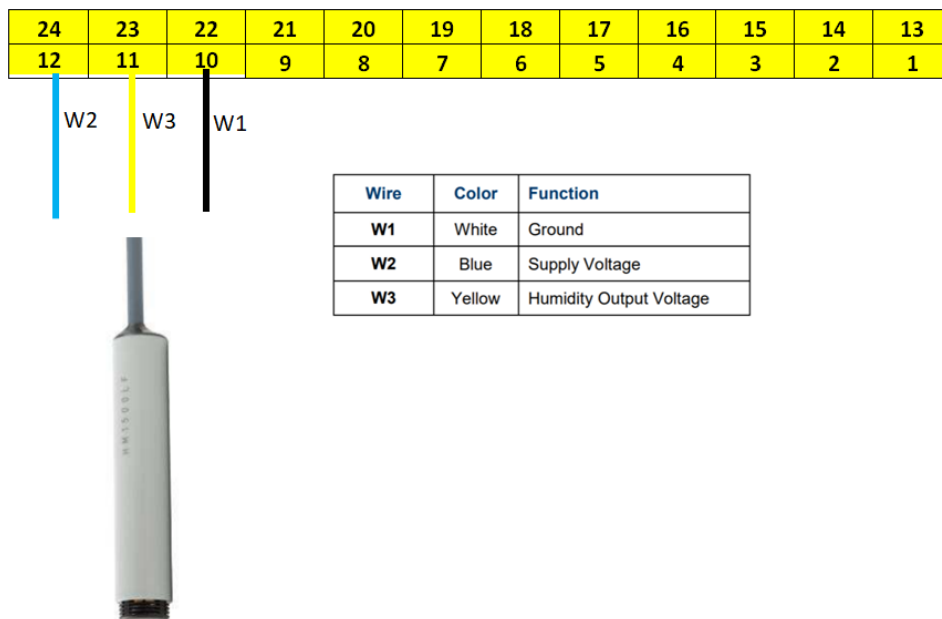 24 23 22 21 20 19 18 17 16 15 14 13
12 11 10 9 8 7 6 5 4 3 2 1
W2 W3 W1
Wire Color Function
W1 White Ground
W2 Blue Supply Voltage
W3 Yellow Humidity Output Voltage
HM1500LF